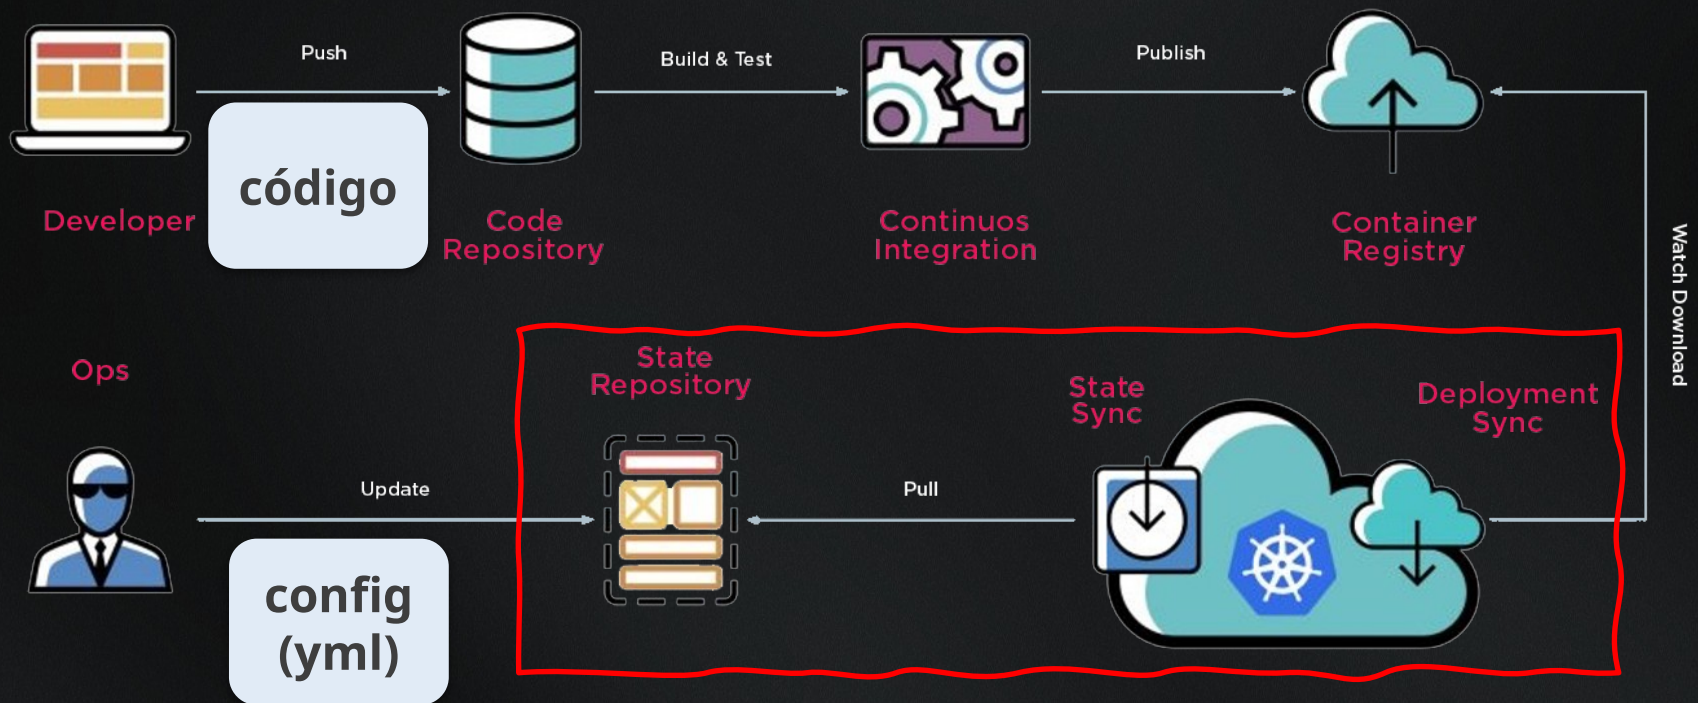 Push
Build & Test
Publish
código
Developer
Code
Repository
Continuos
Integration
Container
Registry
Watch Download
Ops
State
Repository
State
Sync
Deployment
Sync
Update
Pull
config
(yml)